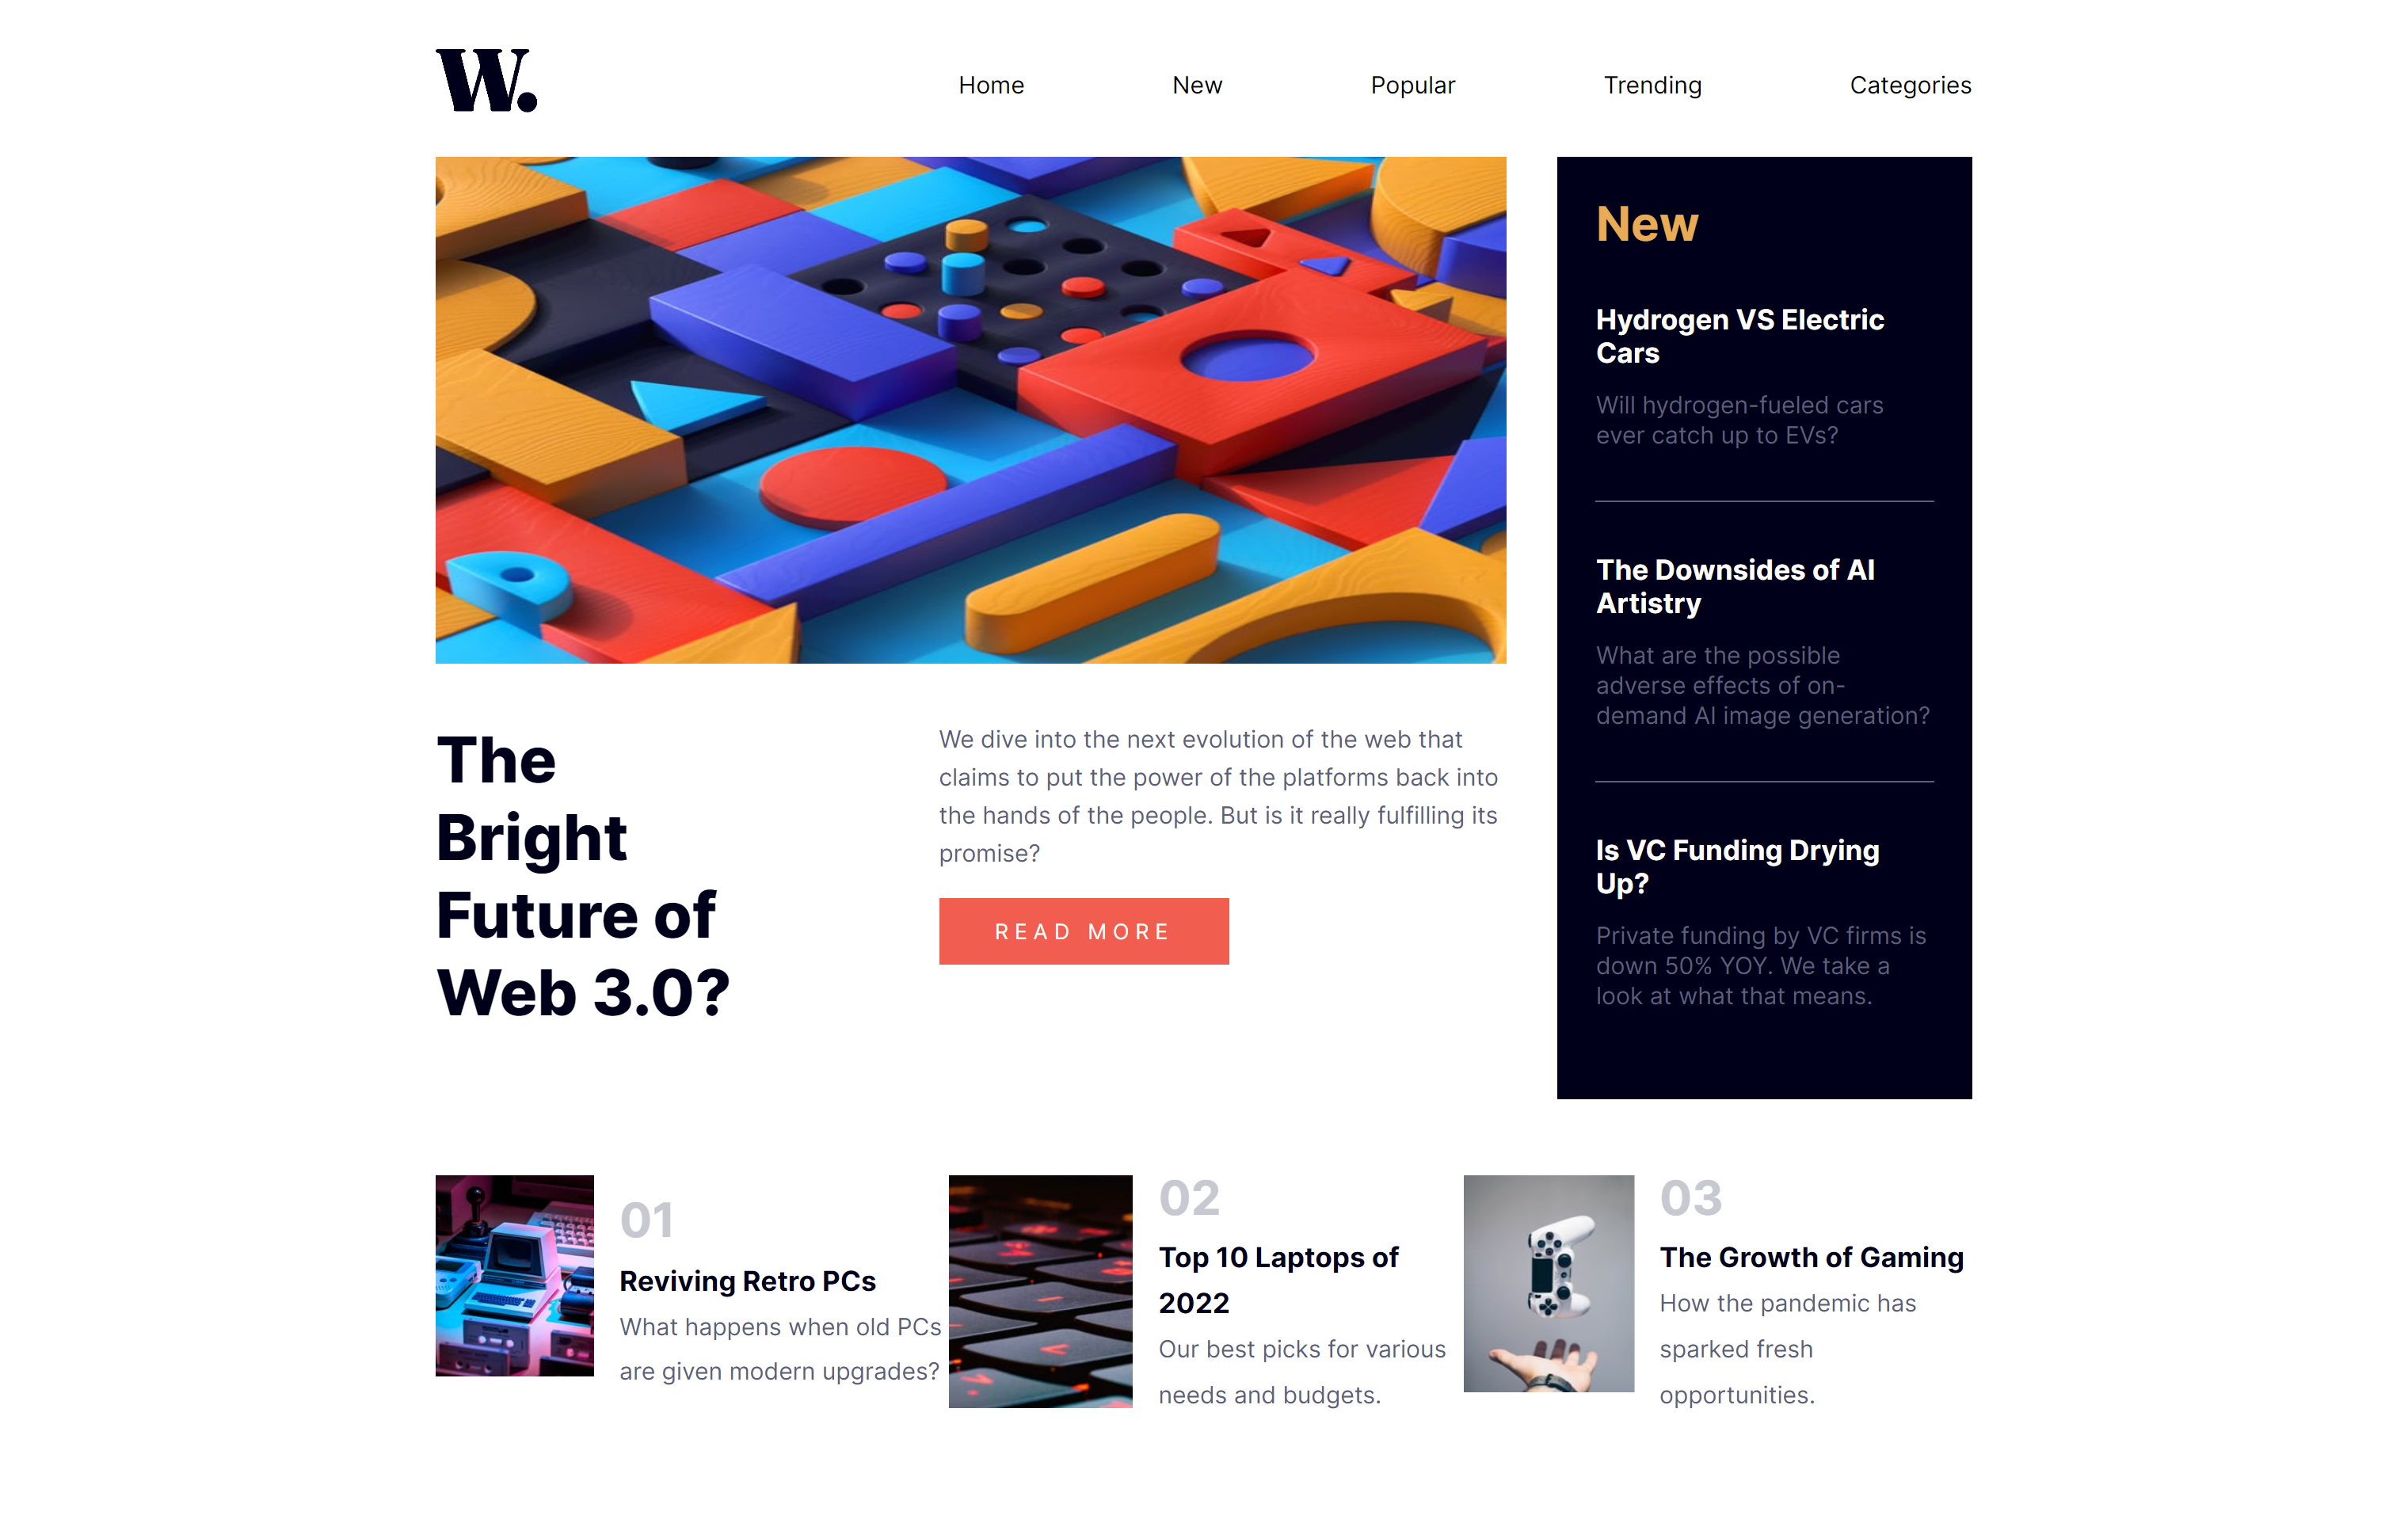 W.
Home New Popular Trending Categories
New
Hydrogen VS Electric
Cars
Will hydrogen-fueled cars
ever catch up to EVs?
The Downsides of AI
Artistry
What are the possible
adverse effects of on-
demand AI image generation?
Is VC Funding Drying
Up?
Private funding by VC firms is
down 50% YOY. We take a
look at what that means.
The
Bright
Future of
Web 3.0?
We dive into the next evolution of the web that
claims to put the power of the platforms back into
the hands of the people. But is it really fulfilling its
promise?
READ MORE
01
Reviving Retro PCs
What happens when old PCs
are given modern upgrades?
02
Top 10 Laptops of
2022
Our best picks for various
needs and budgets.
03
The Growth of Gaming
How the pandemic has
sparked fresh
opportunities.